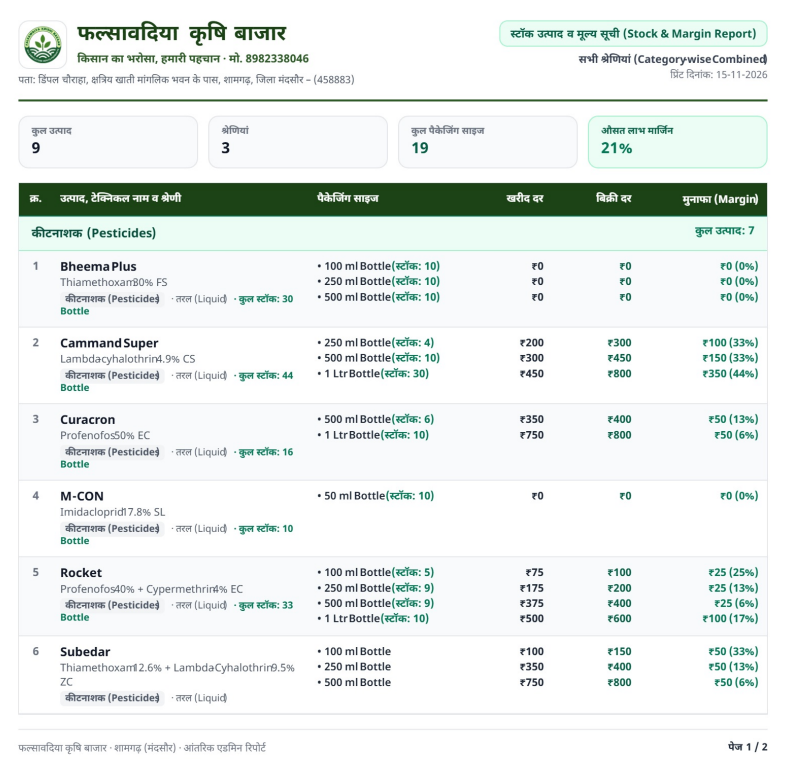 फल्सावदिया कृषि बाजार
किसान का भरोसा, हमारी पहचान · मो. 8982338046
पता: डिंपल चौराहा, क्षत्रिय खाती मांगलिक भवन के पास, शामगढ़, जिला मंदसौर – (458883)
स्टॉक उत्पाद व मूल्य सूची (Stock & Margin Report)
सभी श्रेणियां (Category-wise Combined)
प्रिंट दिनांक: 15-11-2026
कुल उत्पाद
9
श्रेणियां
3
कुल पैकेजिंग साइज
19
औसत लाभ मार्जिन
21%
क्र. उत्पाद, टेक्निकल नाम व श्रेणी पैकेजिंग साइज खरीद दर बिक्री दर मुनाफा (Margin)
कीटनाशक (Pesticides) कुल उत्पाद: 7
1 Bheema Plus • 100 ml Bottle (स्टॉक: 10) ₹0 ₹0 ₹0 (0%)
Thiamethoxam 30% FS • 250 ml Bottle (स्टॉक: 10) ₹0 ₹0 ₹0 (0%)
कीटनाशक (Pesticides) · तरल (Liquid) · कुल स्टॉक: 30 • 500 ml Bottle (स्टॉक: 10) ₹0 ₹0 ₹0 (0%)
Bottle
2 Cammand Super • 250 ml Bottle (स्टॉक: 4) ₹200 ₹300 ₹100 (33%)
Lambdacyhalothrin 4.9% CS • 500 ml Bottle (स्टॉक: 10) ₹300 ₹450 ₹150 (33%)
कीटनाशक (Pesticides) · तरल (Liquid) · कुल स्टॉक: 44 • 1 Ltr Bottle (स्टॉक: 30) ₹450 ₹800 ₹350 (44%)
Bottle
3 Curacron • 500 ml Bottle (स्टॉक: 6) ₹350 ₹400 ₹50 (13%)
Profenofos 50% EC • 1 Ltr Bottle (स्टॉक: 10) ₹750 ₹800 ₹50 (6%)
कीटनाशक (Pesticides) · तरल (Liquid) · कुल स्टॉक: 16
Bottle
4 M-CON • 50 ml Bottle (स्टॉक: 10) ₹0 ₹0 ₹0 (0%)
Imidacloprid 17.8% SL
कीटनाशक (Pesticides) · तरल (Liquid) · कुल स्टॉक: 10
Bottle
5 Rocket • 100 ml Bottle (स्टॉक: 5) ₹75 ₹100 ₹25 (25%)
Profenofos 40% + Cypermethrin 4% EC • 250 ml Bottle (स्टॉक: 9) ₹175 ₹200 ₹25 (13%)
कीटनाशक (Pesticides) · तरल (Liquid) · कुल स्टॉक: 33 • 500 ml Bottle (स्टॉक: 9) ₹375 ₹400 ₹25 (6%)
Bottle • 1 Ltr Bottle (स्टॉक: 10) ₹500 ₹600 ₹100 (17%)
6 Subedar • 100 ml Bottle ₹100 ₹150 ₹50 (33%)
Thiamethoxam 12.6% + Lambda Cyhalothrin 9.5% • 250 ml Bottle ₹350 ₹400 ₹50 (13%)
ZC • 500 ml Bottle ₹750 ₹800 ₹50 (6%)
कीटनाशक (Pesticides) · तरल (Liquid)
फल्सावदिया कृषि बाजार · शामगढ़ (मंदसौर) · आंतरिक एडमिन रिपोर्ट
पेज 1 / 2